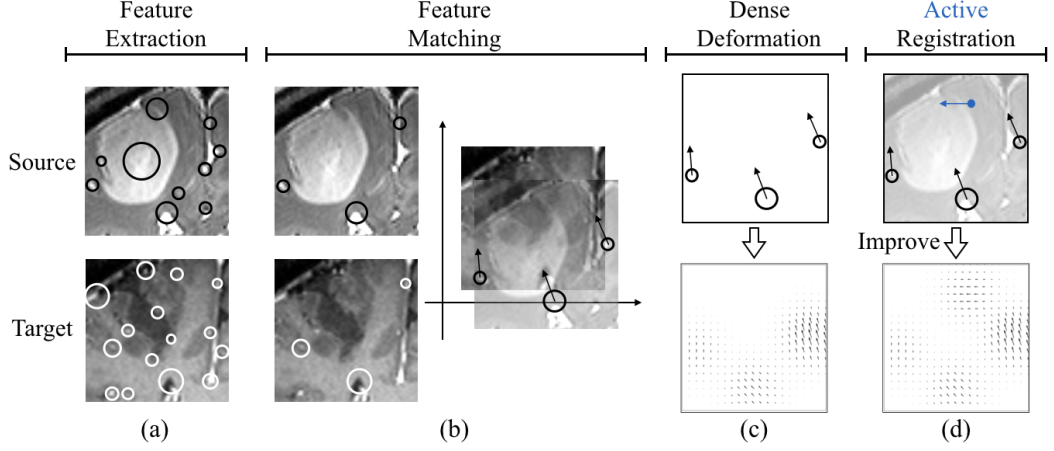 Feature
Extraction
Feature
Matching
Dense
Deformation
Active
Registration
Source
Improve
Target
(a)
(b)
(c)
(d)